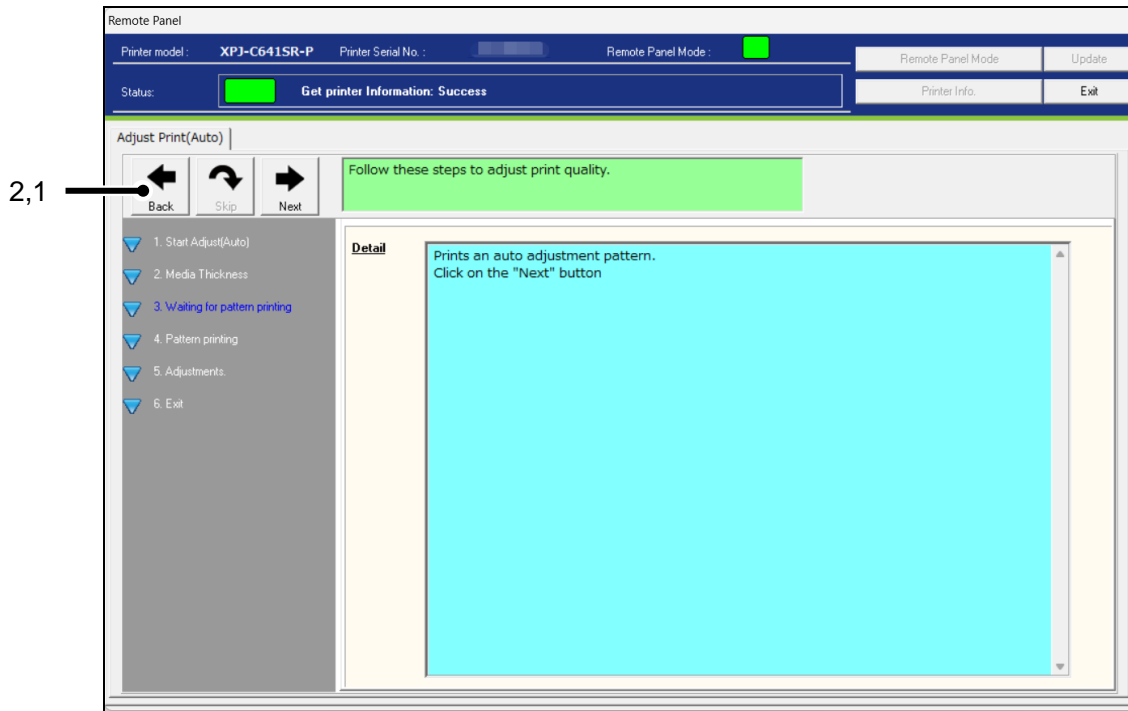 Remote Panel
Printer model : XPJ-C641SR-P Printer Serial No. : Remote Panel Mode :
Remote Panel Mode Update
Status: Get printer Information: Success
Printer Info. Exit
Adjust Print(Auto)
Back Skip Next
Follow these steps to adjust print quality.
2,1
1. Start Adjust(Auto)
2. Media Thickness
3. Waiting for pattern printing
4. Pattern printing
5. Adjustments.
6. Exit
Detail
Prints an auto adjustment pattern.
Click on the "Next" button